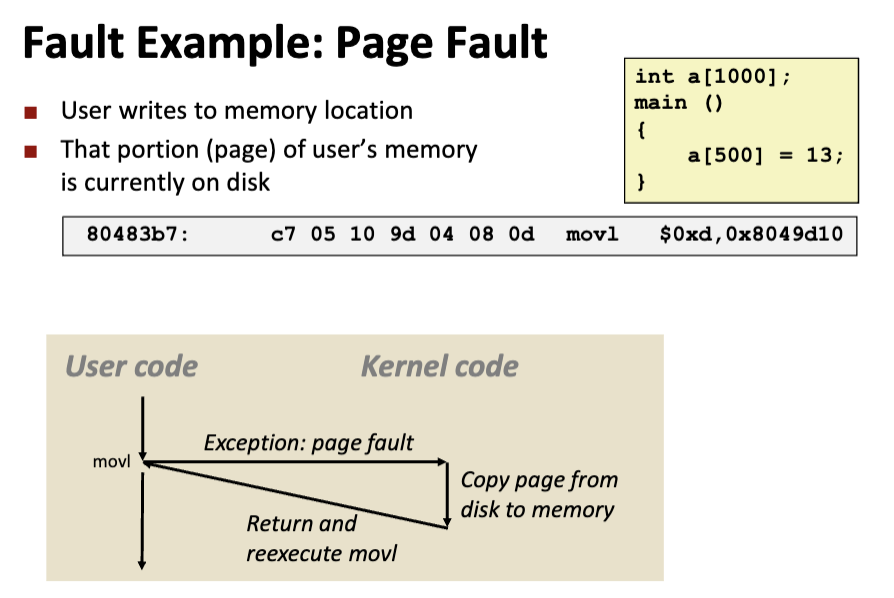 Fault Example: Page Fault
User writes to memory location
That portion (page) of user’s memory
is currently on disk
int a[1000];
main ()
{
a[500] = 13;
}
80483b7: c7 05 10 9d 04 08 0d movl $0xd,0x8049d10
User code
Kernel code
Exception: page fault
movl
Copy page from
disk to memory
Return and
reexecute movl